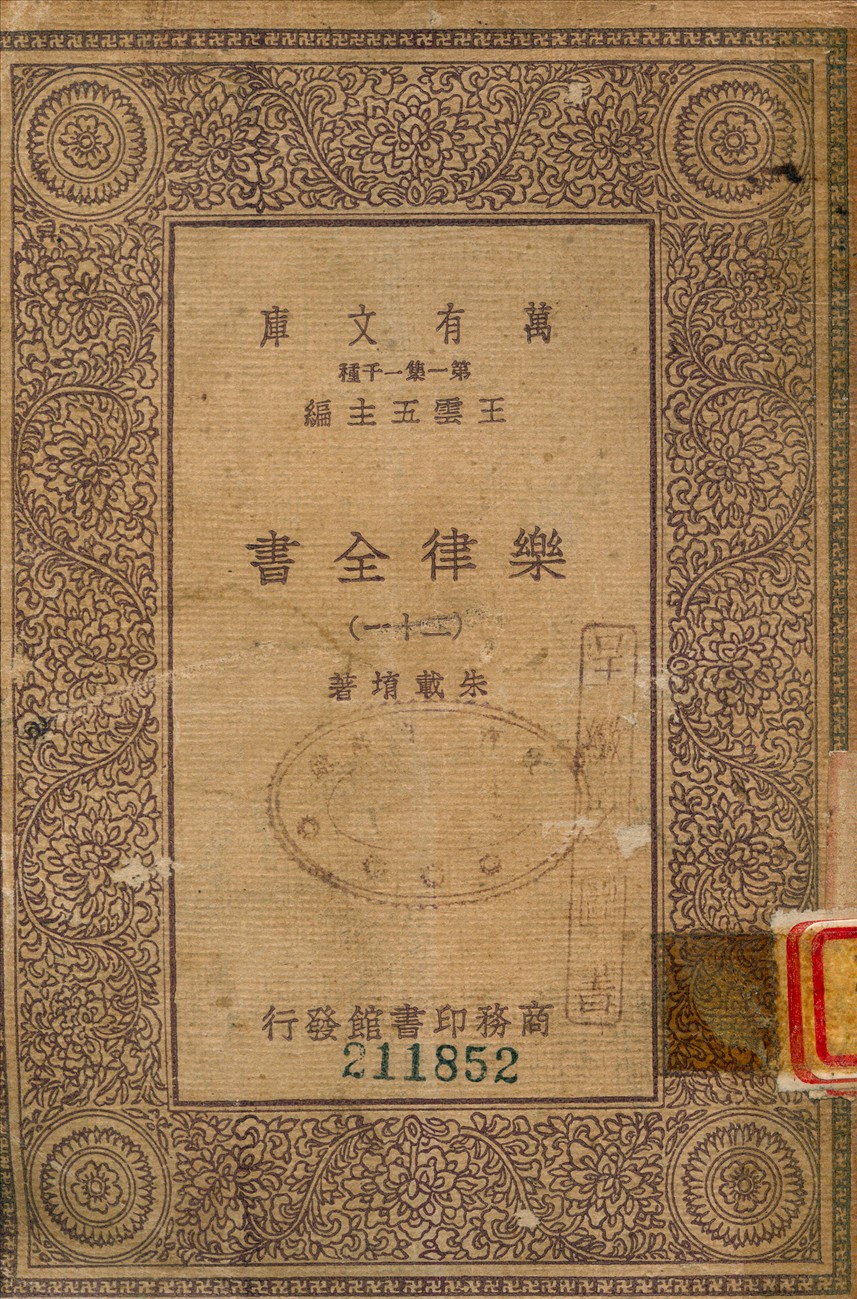 萬有文庫
第一集一千種
王雲五主編
樂律全書
(二十一)
朱載堉著
商務印書館發行
211852